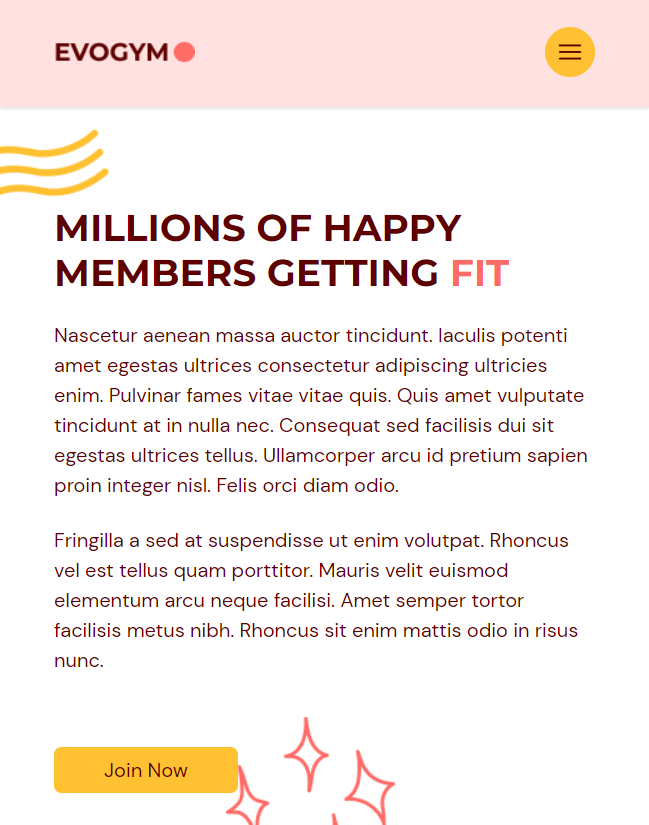 EVOGYM
MILLIONS OF HAPPY
MEMBERS GETTING FIT
Nascetur aenean massa auctor tincidunt. Iaculis potenti
amet egestas ultrices consectetur adipiscing ultricies
enim. Pulvinar fames vitae vitae quis. Quis amet vulputate
tincidunt at in nulla nec. Consequat sed facilisis dui sit
egestas ultrices tellus. Ullamcorper arcu id pretium sapien
proin integer nisl. Felis orci diam odio.
Fringilla a sed at suspendisse ut enim volutpat. Rhoncus
vel est tellus quam porttitor. Mauris velit euismod
elementum arcu neque facilisi. Amet semper tortor
facilisis metus nibh. Rhoncus sit enim mattis odio in risus
nunc.
Join Now